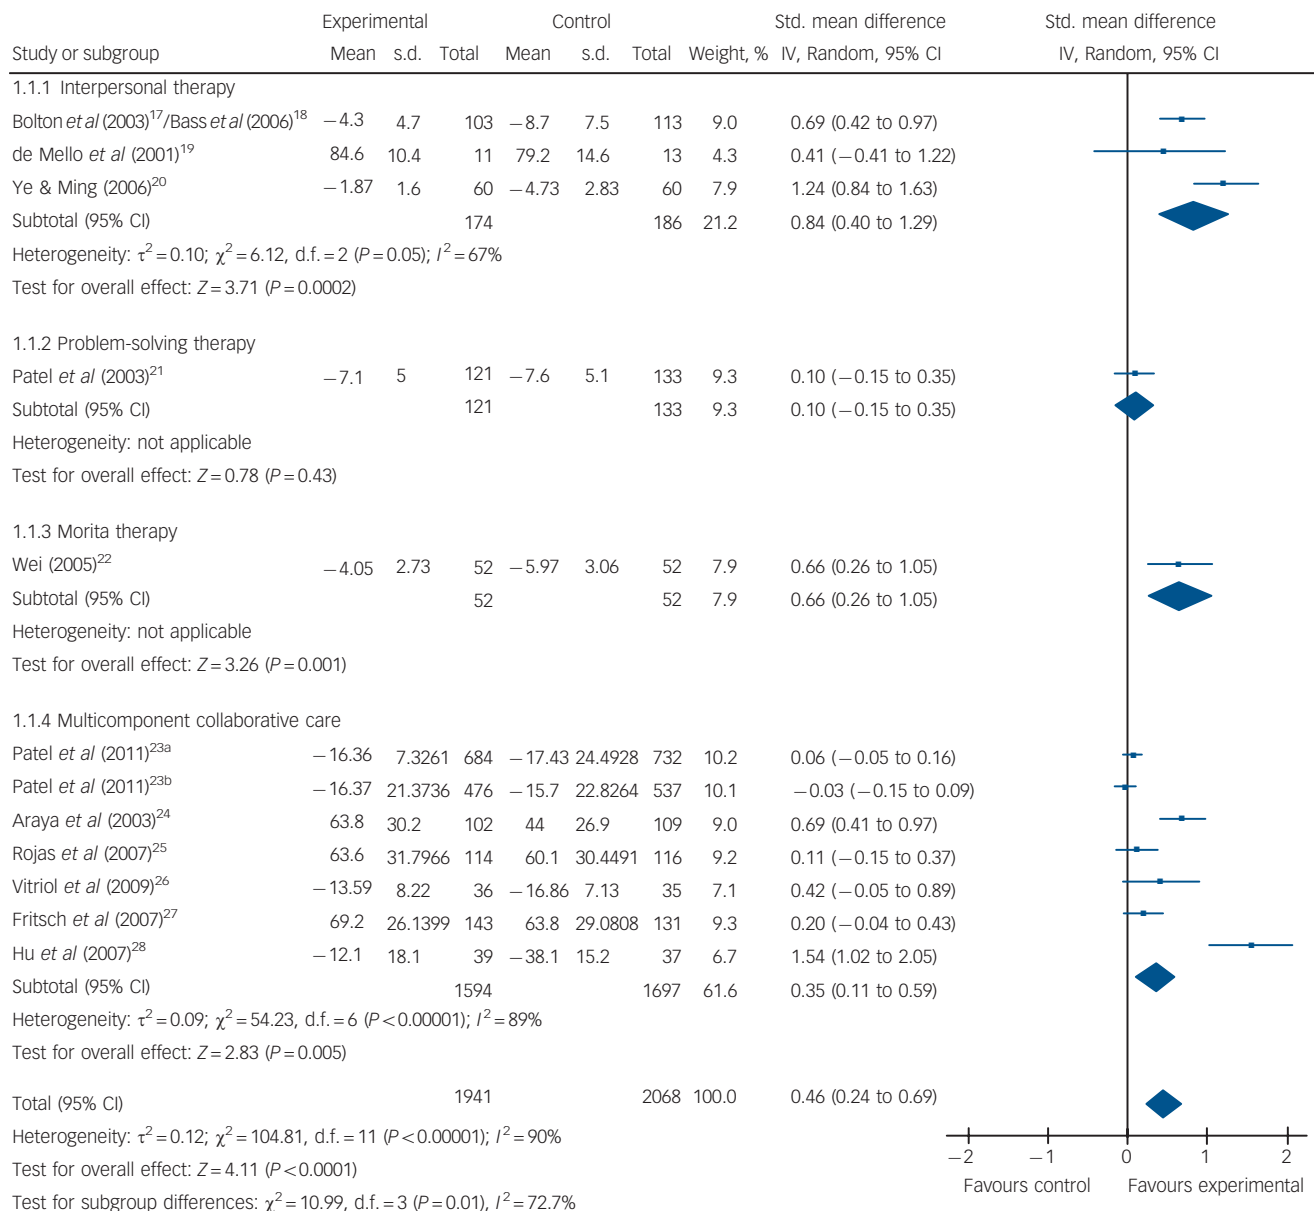 Experimental Control Std. mean difference Std. mean difference
Study or subgroup Mean s.d. Total Mean s.d. Total Weight, % IV, Random, 95% CI IV, Random, 95% CI
1.1.1 Interpersonal therapy
Bolton et al (2003)17/Bass et al (2006)18 −4.3 4.7 103 −8.7 7.5 113 9.0 0.69 (0.42 to 0.97)
de Mello et al (2001)19 84.6 10.4 11 79.2 14.6 13 4.3 0.41 (−0.41 to 1.22)
Ye & Ming (2006)20 −1.87 1.6 60 −4.73 2.83 60 7.9 1.24 (0.84 to 1.63)
Subtotal (95% CI) 174 186 21.2 0.84 (0.40 to 1.29)
Heterogeneity: τ2=0.10; χ2=6.12, d.f.=2 (P=0.05); I2=67%
Test for overall effect: Z=3.71 (P=0.0002)
1.1.2 Problem-solving therapy
Patel et al (2003)21 −7.1 5 121 −7.6 5.1 133 9.3 0.10 (−0.15 to 0.35)
Subtotal (95% CI) 121 133 9.3 0.10 (−0.15 to 0.35)
Heterogeneity: not applicable
Test for overall effect: Z=0.78 (P=0.43)
1.1.3 Morita therapy
Wei (2005)22 −4.05 2.73 52 −5.97 3.06 52 7.9 0.66 (0.26 to 1.05)
Subtotal (95% CI) 52 52 7.9 0.66 (0.26 to 1.05)
Heterogeneity: not applicable
Test for overall effect: Z=3.26 (P=0.001)
1.1.4 Multicomponent collaborative care
Patel et al (2011)23a −16.36 7.3261 684 −17.43 24.4928 732 10.2 0.06 (−0.05 to 0.16)
Patel et al (2011)23b −16.37 21.3736 476 −15.7 22.8264 537 10.1 −0.03 (−0.15 to 0.09)
Araya et al (2003)24 63.8 30.2 102 44 26.9 109 9.0 0.69 (0.41 to 0.97)
Rojas et al (2007)25 63.6 31.7966 114 60.1 30.4491 116 9.2 0.11 (−0.15 to 0.37)
Vitriol et al (2009)26 −13.59 8.22 36 −16.86 7.13 35 7.1 0.42 (−0.05 to 0.89)
Fritsch et al (2007)27 69.2 26.1399 143 63.8 29.0808 131 9.3 0.20 (−0.04 to 0.43)
Hu et al (2007)28 −12.1 18.1 39 −38.1 15.2 37 6.7 1.54 (1.02 to 2.05)
Subtotal (95% CI) 1594 1697 61.6 0.35 (0.11 to 0.59)
Heterogeneity: τ2=0.09; χ2=54.23, d.f.=6 (P<0.00001); I2=89%
Test for overall effect: Z=2.83 (P=0.005)
Total (95% CI) 1941 2068 100.0 0.46 (0.24 to 0.69)
Heterogeneity: τ2=0.12; χ2=104.81, d.f.=11 (P<0.00001); I2=90%
Test for overall effect: Z=4.11 (P<0.0001)
Test for subgroup differences: χ2=10.99, d.f.=3 (P=0.01), I2=72.7%
−2 −1 0 1 2
Favours control Favours experimental